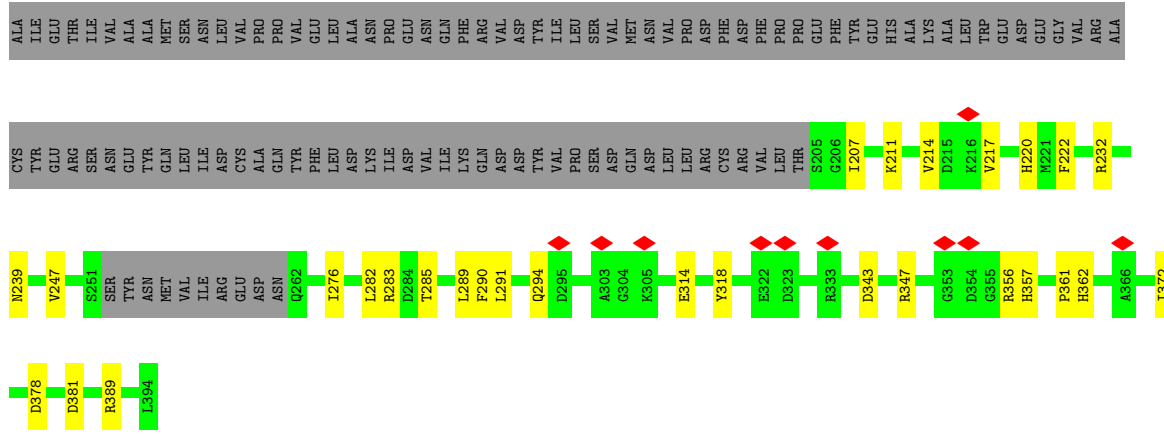 ALA ILE GLU THR ILE VAL ALA ALA MET SER ASN LEU VAL PRO PRO VAL GLU LEU ALA ASN PRO GLU ASN GLN PHE ARG VAL ASP TYR ILE LEU SER VAL MET ASN VAL PRO ASP PHE ASP PHE PRO PRO GLU PHE TYR GLU HIS ALA LYS ALA LEU TRP GLU ASP GLU GLY VAL ARG ALA
CYS TYR GLU ARG SER ASN GLU TYR GLN LEU ILE ASP CYS ALA GLN TYR PHE LEU ASP LYS ILE ASP VAL ILE LYS GLN ASP ASP TYR VAL PRO SER ASP GLN ASP LEU LEU ARG CYS ARG VAL LEU THR S205 G206 I207 K211 V214 D215 K216 V217 H220 M221 F222 R232
N239 V247 S251 SER TYR ASN MET VAL ILE ARG GLU ASP ASN Q262 I276 L282 R283 D284 T285 L289 F290 L291 Q294 D295 A303 G304 K305 E314 Y318 E322 D323 R333 D343 R347 G353 D354 G355 R356 H357 P361 H362 A366 I372
D378 D381 R389 L394